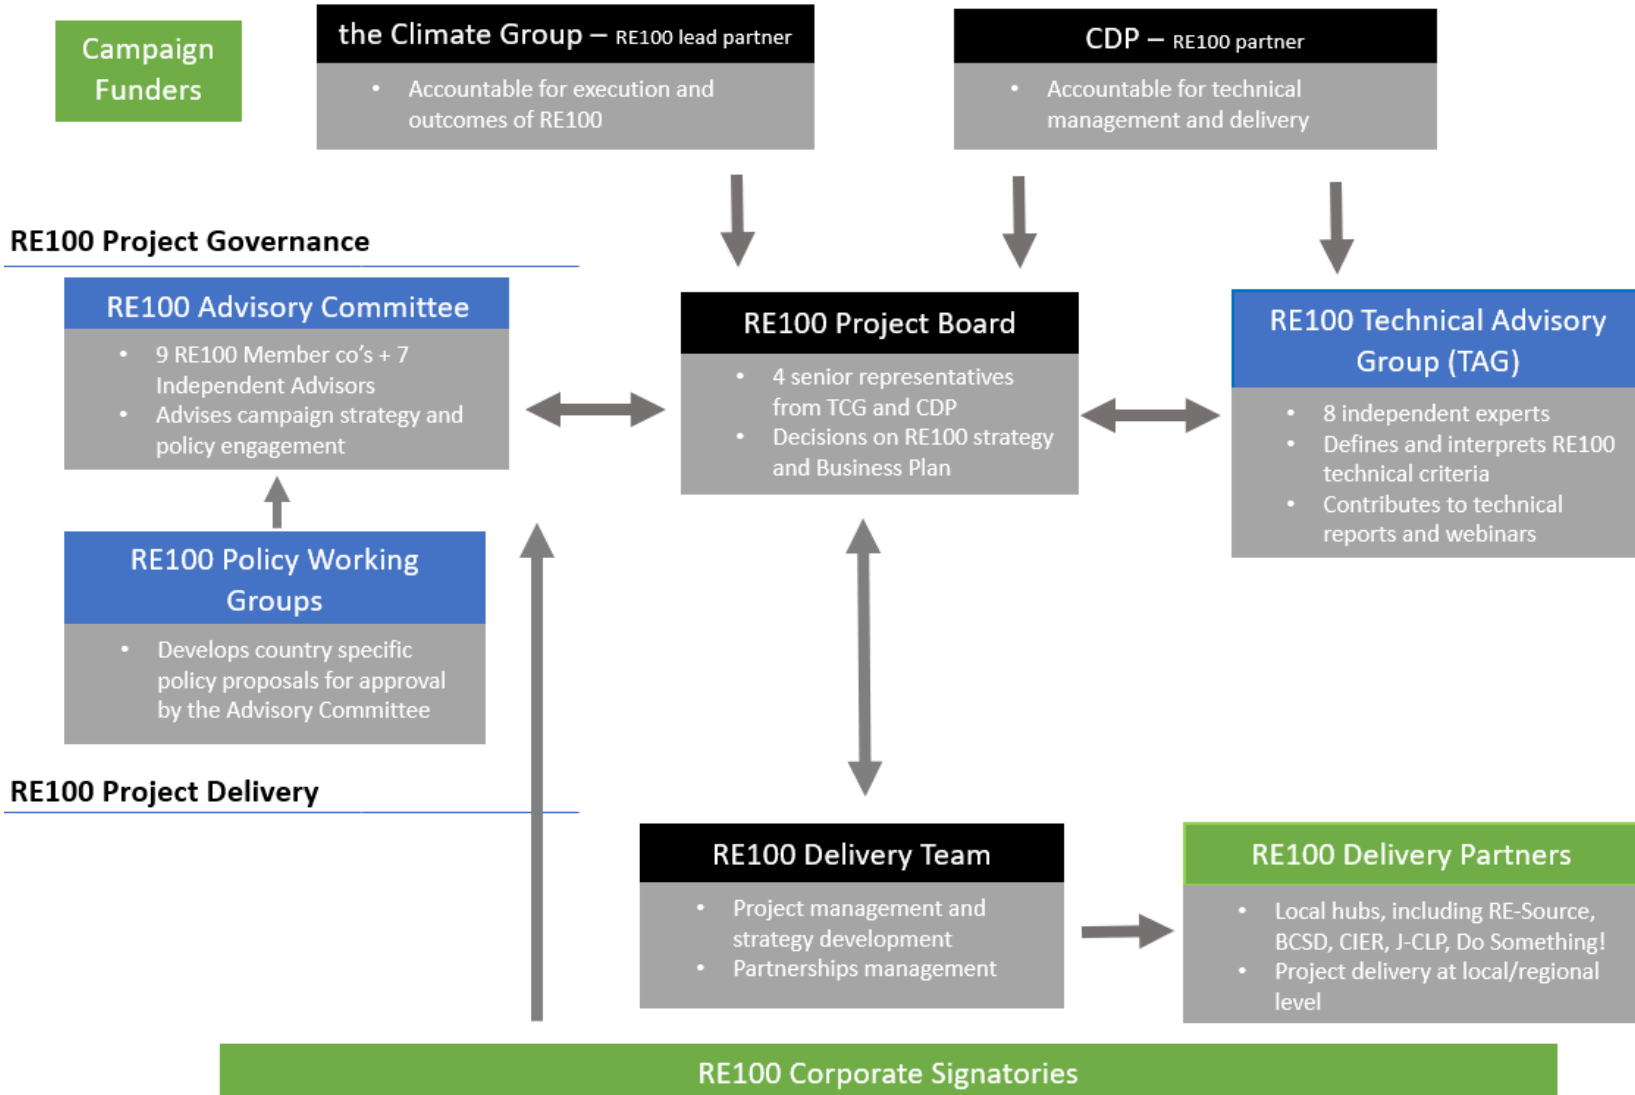 Campaign
Funders
the Climate Group – RE100 lead partner
• Accountable for execution and
outcomes of RE100
CDP – RE100 partner
• Accountable for technical
management and delivery
RE100 Project Governance
RE100 Advisory Committee
• 9 RE100 Member co's + 7
Independent Advisors
• Advises campaign strategy and
policy engagement
RE100 Project Board
• 4 senior representatives
from TCG and CDP
• Decisions on RE100 strategy
and Business Plan
RE100 Technical Advisory
Group (TAG)
• 8 independent experts
• Defines and interprets RE100
technical criteria
• Contributes to technical
reports and webinars
RE100 Policy Working
Groups
• Develops country specific
policy proposals for approval
by the Advisory Committee
RE100 Project Delivery
RE100 Delivery Team
• Project management and
strategy development
• Partnerships management
RE100 Delivery Partners
• Local hubs, including RE-Source,
BCSD, CIER, J-CLP, Do Something!
• Project delivery at local/regional
level
RE100 Corporate Signatories